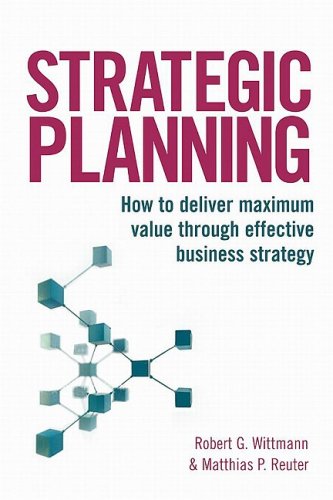 STRATEGIC
PLANNING
How to deliver maximum
value through effective
business strategy
Robert G. Wittmann
& Matthias P. Reuter